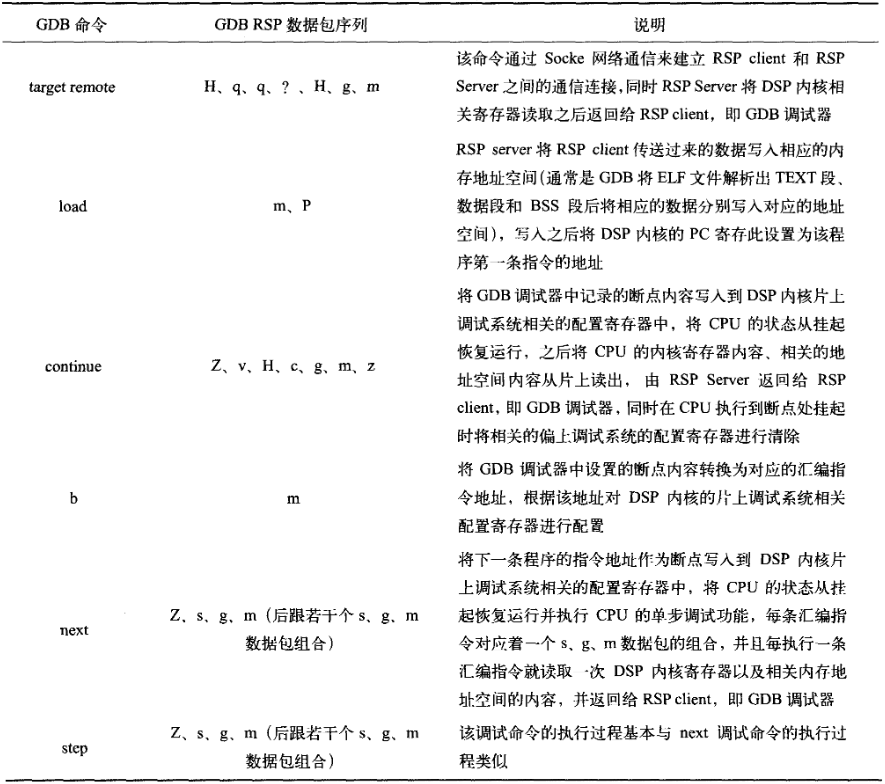 GDB 命令 GDB RSP 数据包序列 说明
target remote H、q、q、?、H、g、m
该命令通过 Socke 网络通信来建立 RSP client 和 RSP
Server 之间的通信连接,同时 RSP Server 将 DSP 内核相
关寄存器读取之后返回给 RSP client，即 GDB 调试器
load m、P
RSP server 将 RSP client 传送过来的数据写入相应的内
存地址空间(通常是 GDB 将 ELF 文件解析出 TEXT 段、
数据段和 BSS 段后将相应的数据分别写入对应的地址
空间)，写入之后将 DSP 内核的 PC 寄存此设置为该程
序第一条指令的地址
continue Z、v、H、c、g、m、z
将 GDB 调试器中记录的断点内容写入到 DSP 内核片上
调试系统相关的配置寄存器中，将 CPU 的状态从挂起
恢复运行，之后将 CPU 的内核寄存器内容、相关的地
址空间内容从片上读出，由 RSP Server 返回给 RSP
client，即 GDB 调试器，同时在 CPU 执行到断点处挂起
时将相关的偏上调试系统的配置寄存器进行清除
b m
将 GDB 调试器中设置的断点内容转换为对应的汇编指
令地址，根据该地址对 DSP 内核的片上调试系统相关
配置寄存器进行配置
next Z、s、g、m（后跟若干个 s、g、m
数据包组合）
将下一条程序的指令地址作为断点写入到 DSP 内核片
上调试系统相关的配置寄存器中，将 CPU 的状态从挂
起恢复运行并执行 CPU 的单步调试功能，每条汇编指
令对应着一个 s、g、m 数据包的组合，并且每执行一条
汇编指令就读取一次 DSP 内核寄存器以及相关内存地
址空间的内容，并返回给 RSP client，即 GDB 调试器
step Z、s、g、m（后跟若干个 s、g、m
数据包组合）
该调试命令的执行过程基本与 next 调试命令的执行过
程类似